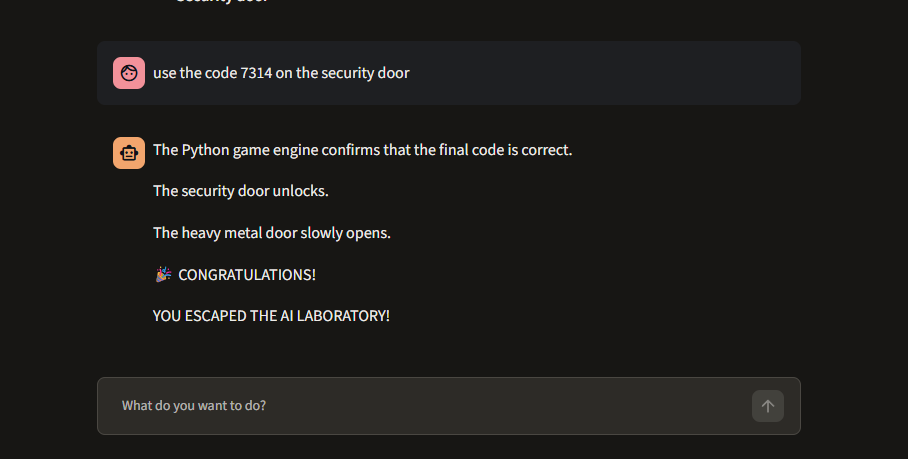 Security door
use the code 7314 on the security door
The Python game engine confirms that the final code is correct.
The security door unlocks.
The heavy metal door slowly opens.
🎉 CONGRATULATIONS!
YOU ESCAPED THE AI LABORATORY!
What do you want to do?